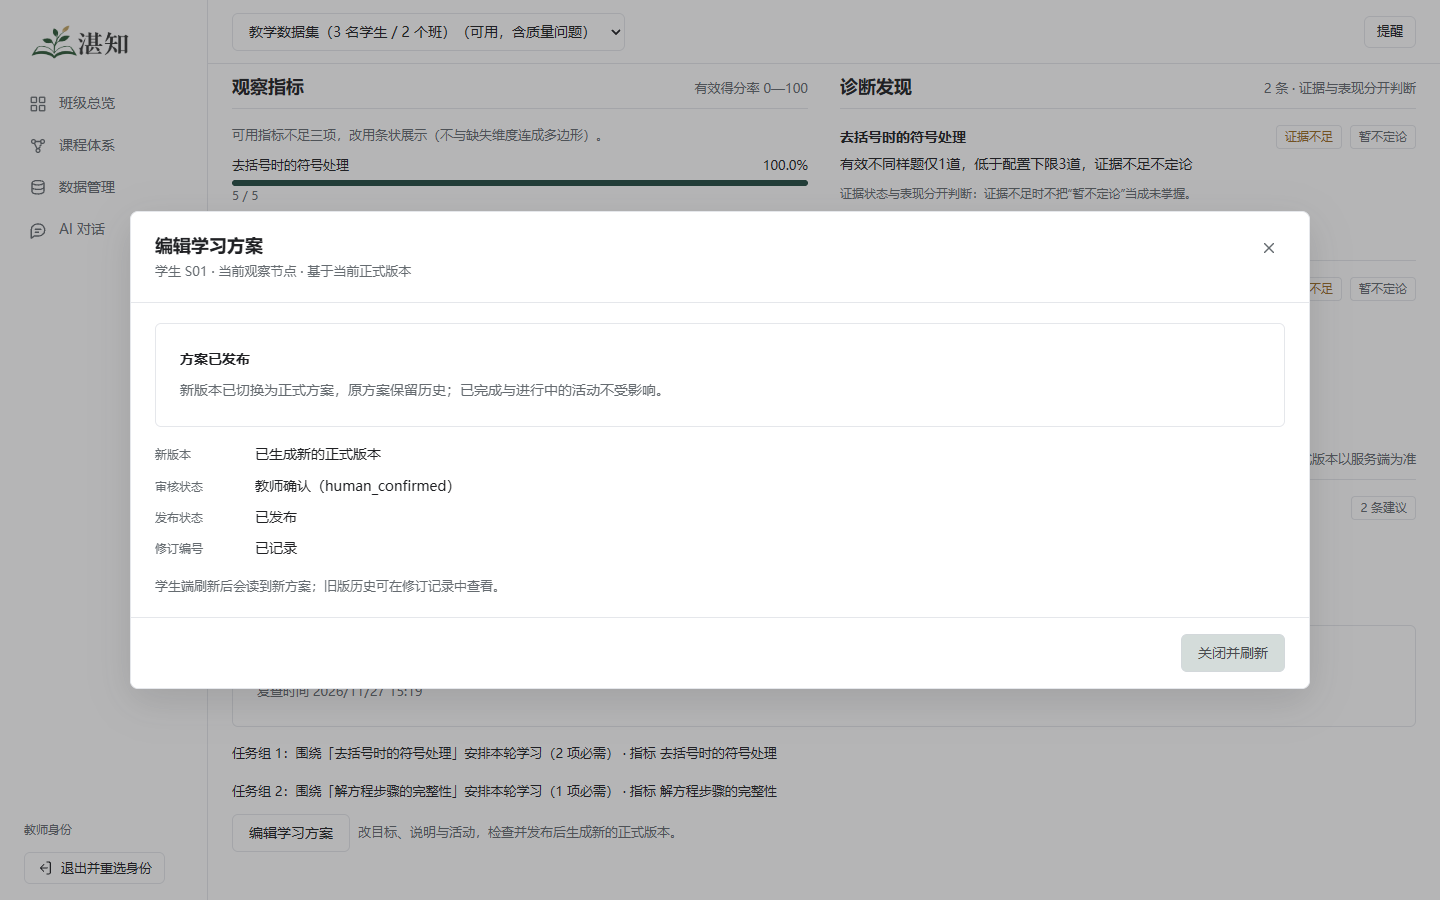 湛知
班级总览
课程体系
数据管理
AI 对话
教师身份
退出并重选身份
教学数据集（3 名学生 / 2 个班）（可用，含质量问题）
提醒
观察指标
有效得分率 0—100
可用指标不足三项，改用条状展示（不与缺失维度连成多边形）。
去括号时的符号处理
100.0%
5 / 5
诊断发现
2 条 · 证据与表现分开判断
去括号时的符号处理
证据不足
暂不定论
有效不同样题仅1道，低于配置下限3道，证据不足不定论
证据状态与表现分开判断：证据不足时不把“暂不定论”当成未掌握。
不足
暂不定论
版本以服务端为准
2 条建议
编辑学习方案
学生 S01 · 当前观察节点 · 基于当前正式版本
方案已发布
新版本已切换为正式方案，原方案保留历史；已完成与进行中的活动不受影响。
新版本
已生成新的正式版本
审核状态
教师确认（human_confirmed）
发布状态
已发布
修订编号
已记录
学生端刷新后会读到新方案；旧版历史可在修订记录中查看。
关闭并刷新
复查时间 2026/11/27 15:19
任务组 1：围绕「去括号时的符号处理」安排本轮学习（2 项必需） · 指标 去括号时的符号处理
任务组 2：围绕「解方程步骤的完整性」安排本轮学习（1 项必需） · 指标 解方程步骤的完整性
编辑学习方案
改目标、说明与活动，检查并发布后生成新的正式版本。